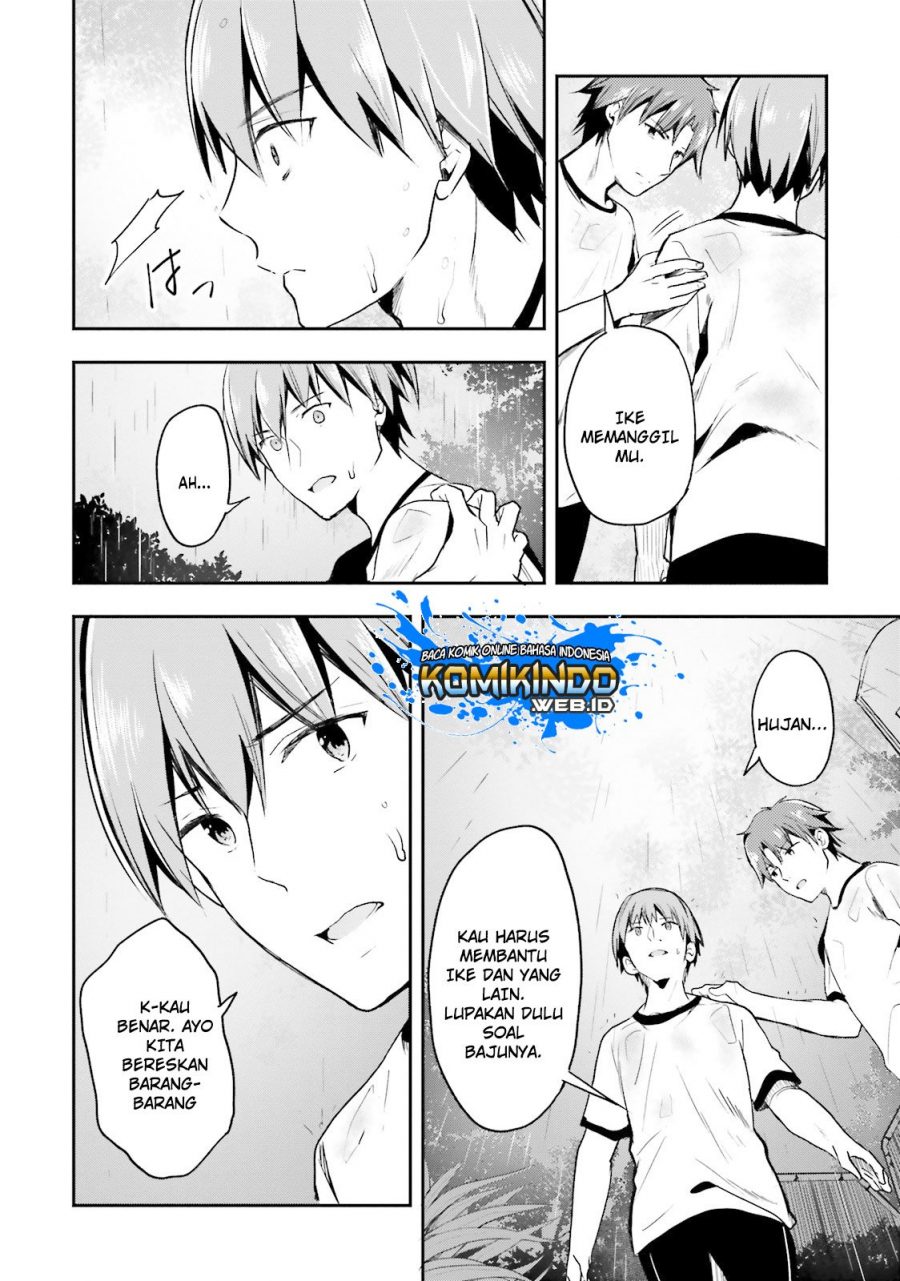 IKE
MEMANGGIL
MU.
はっ
AH...
BACA KOMIK ONLINE BAHASA INDONESIA
KOMIKINDO
.WEB.ID
HUJAN...
KAU HARUS
MEMBANTU
IKE DAN YANG
LAIN.
LUPAKAN DULU
SOAL
BAJUNYA.
K-KAU
BENAR. AYO
KITA
BERESKAN
BARANG-
BARANG